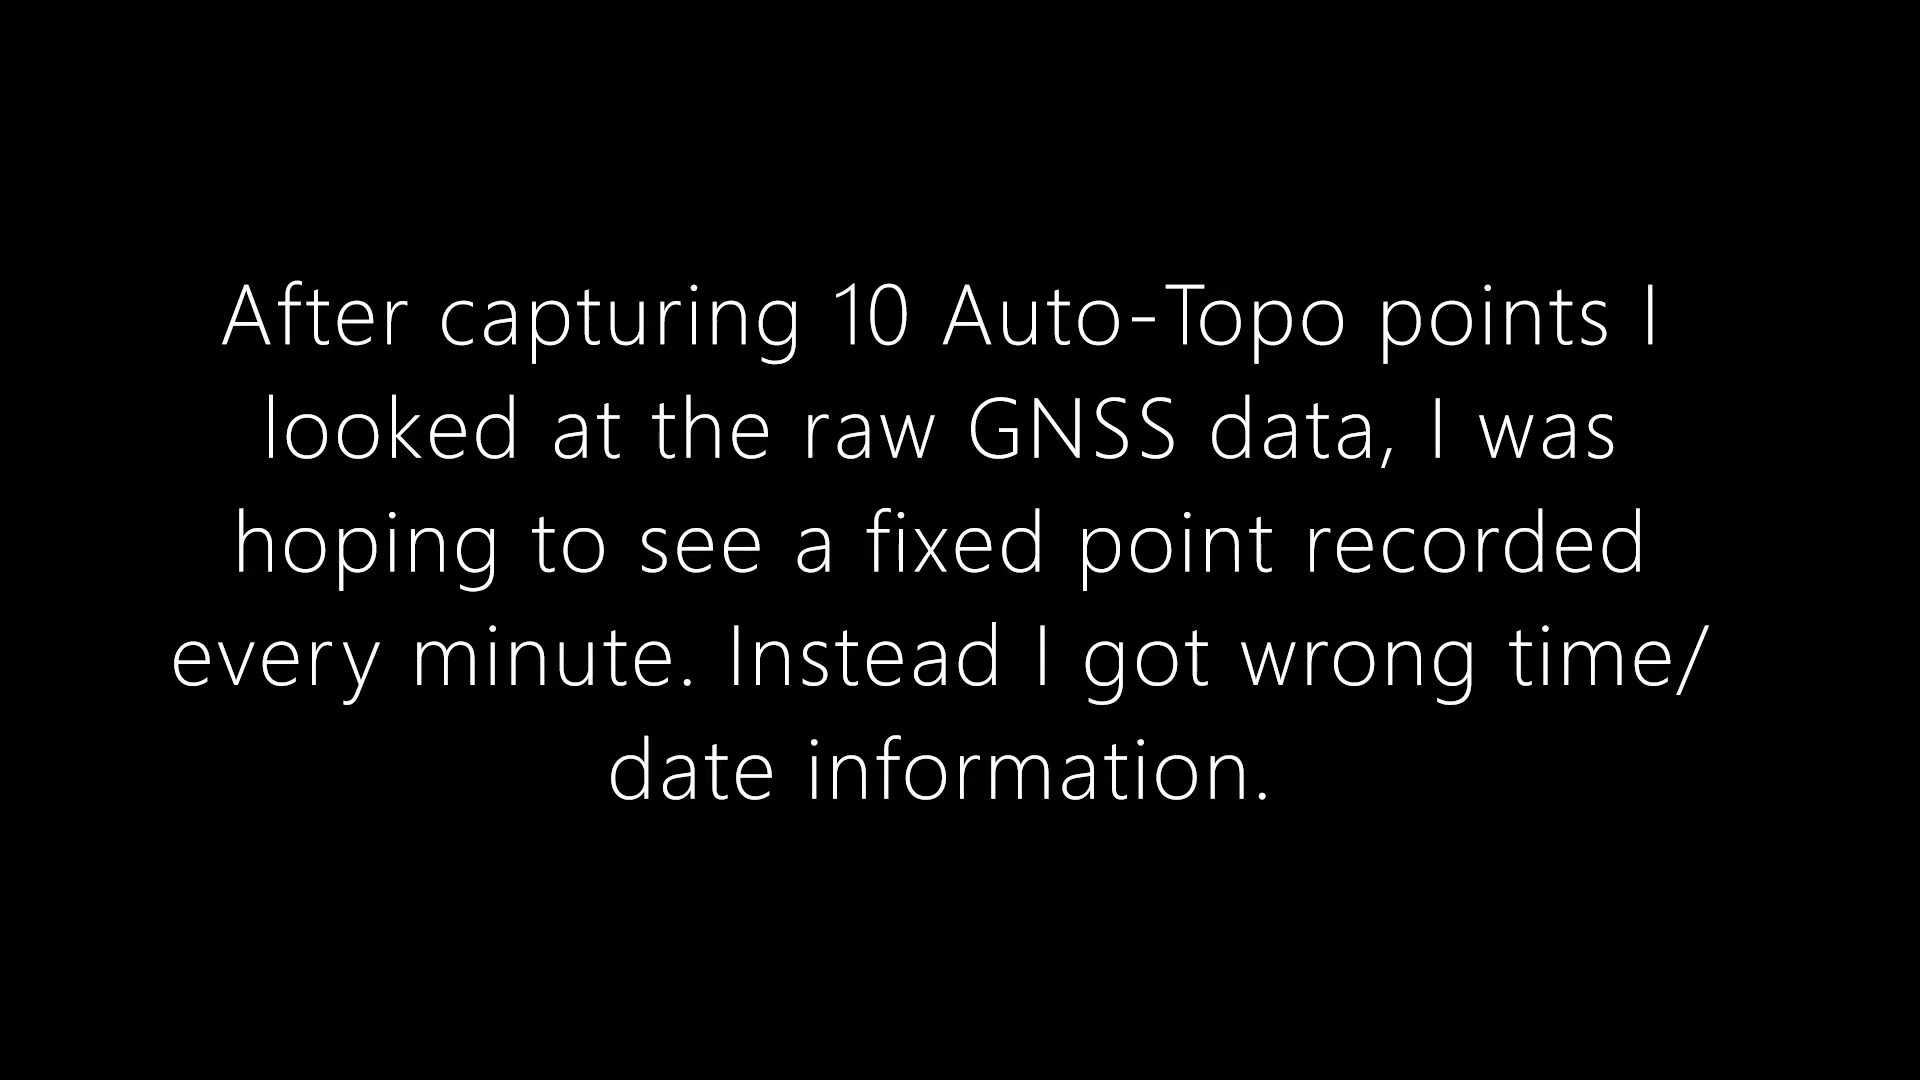 After capturing 10 Auto-Topo points I
looked at the raw GNSS data, I was
hoping to see a fixed point recorded
every minute. Instead I got wrong time/
date information.